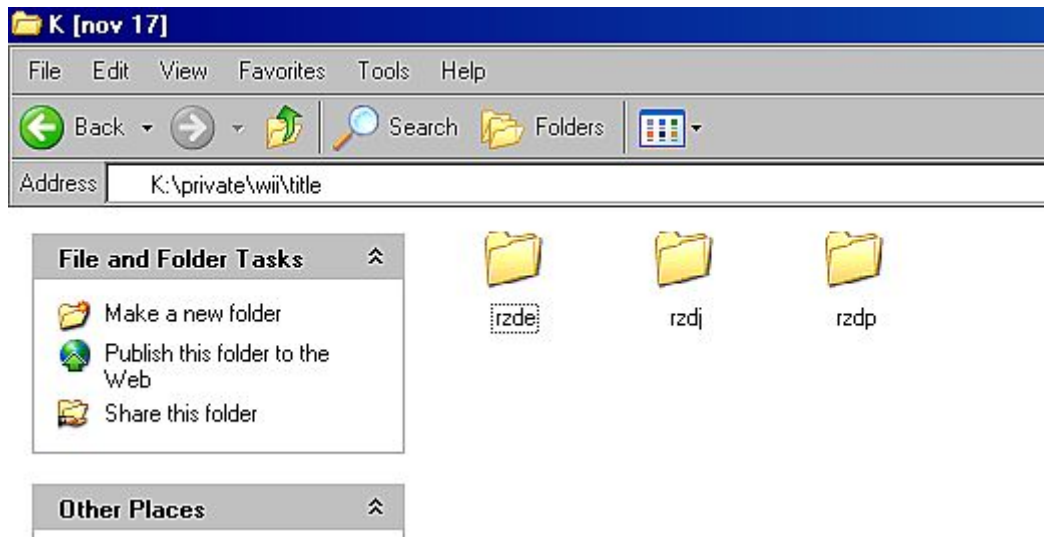 K [nov 17]
File Edit View Favorites Tools Help
Back Search Folders
Address K:\private\wii\title
File and Folder Tasks
Make a new folder
Publish this folder to the
Web
Share this folder
rzde rzdj rzdp
Other Places